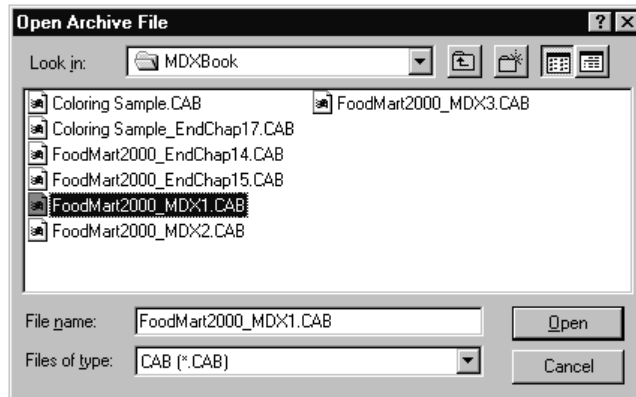 Open Archive File
Look in: MDXBook
Coloring Sample.CAB
Coloring Sample_EndChap17.CAB
FoodMart2000_EndChap14.CAB
FoodMart2000_EndChap15.CAB
FoodMart2000_MDX1.CAB
FoodMart2000_MDX2.CAB
FoodMart2000_MDX3.CAB
File name: FoodMart2000_MDX1.CAB Open
Files of type: CAB (*.CAB) Cancel